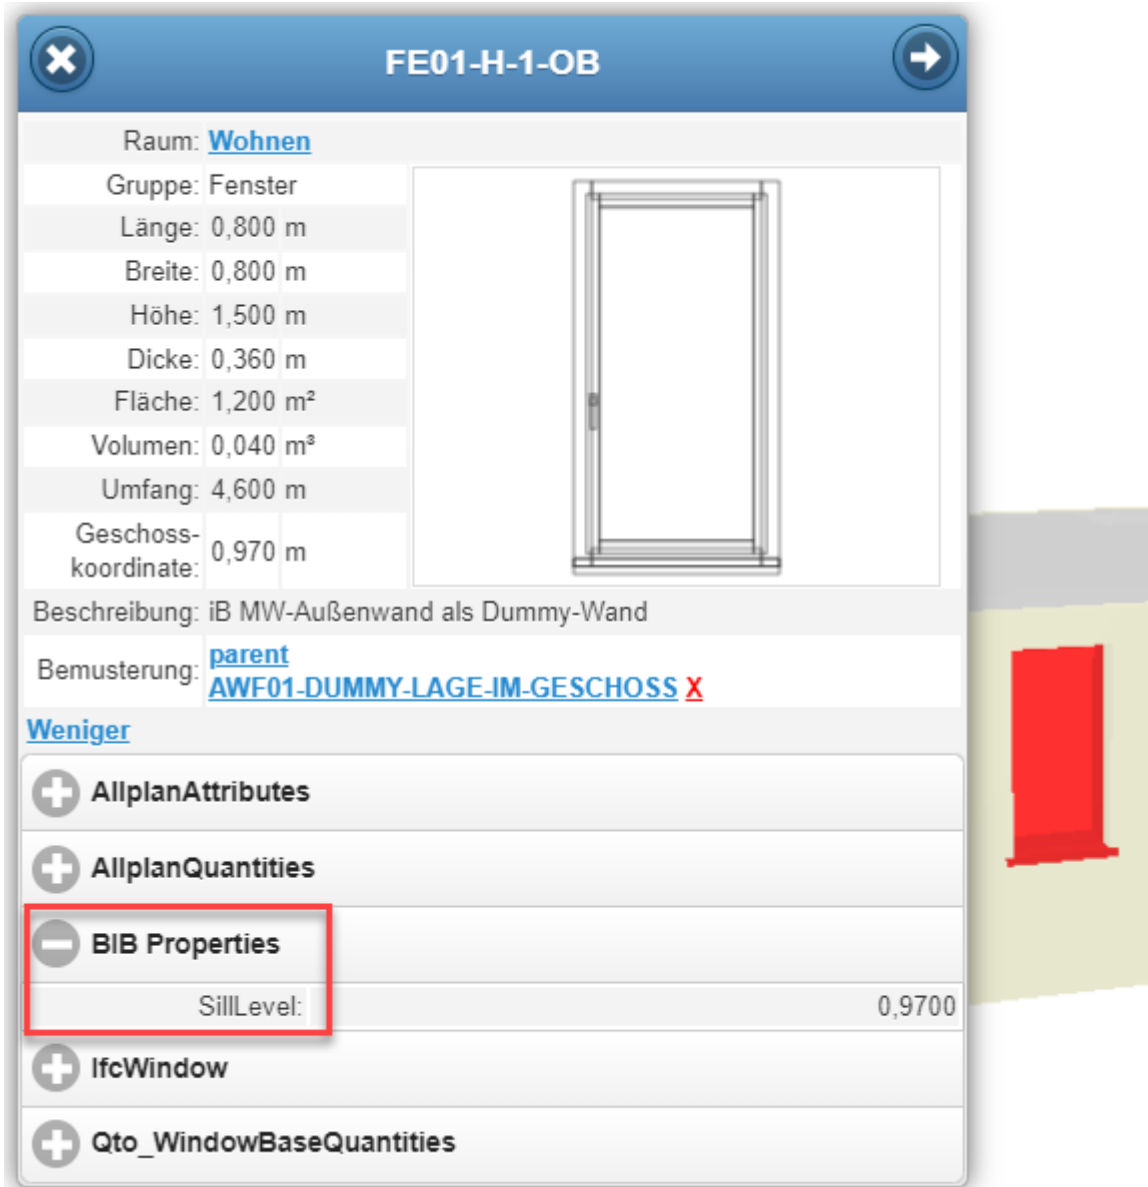 FE01-H-1-OB
Raum: Wohnen
Gruppe: Fenster
Länge: 0,800 m
Breite: 0,800 m
Höhe: 1,500 m
Dicke: 0,360 m
Fläche: 1,200 m²
Volumen: 0,040 m³
Umfang: 4,600 m
Geschoss-
koordinate: 0,970 m
Beschreibung: iB MW-Außenwand als Dummy-Wand
Bemusterung: parent
AWF01-DUMMY-LAGE-IM-GESCHOSS X
Weniger
AllplanAttributes
AllplanQuantities
BIB Properties
SillLevel: 0,9700
IfcWindow
Qto_WindowBaseQuantities